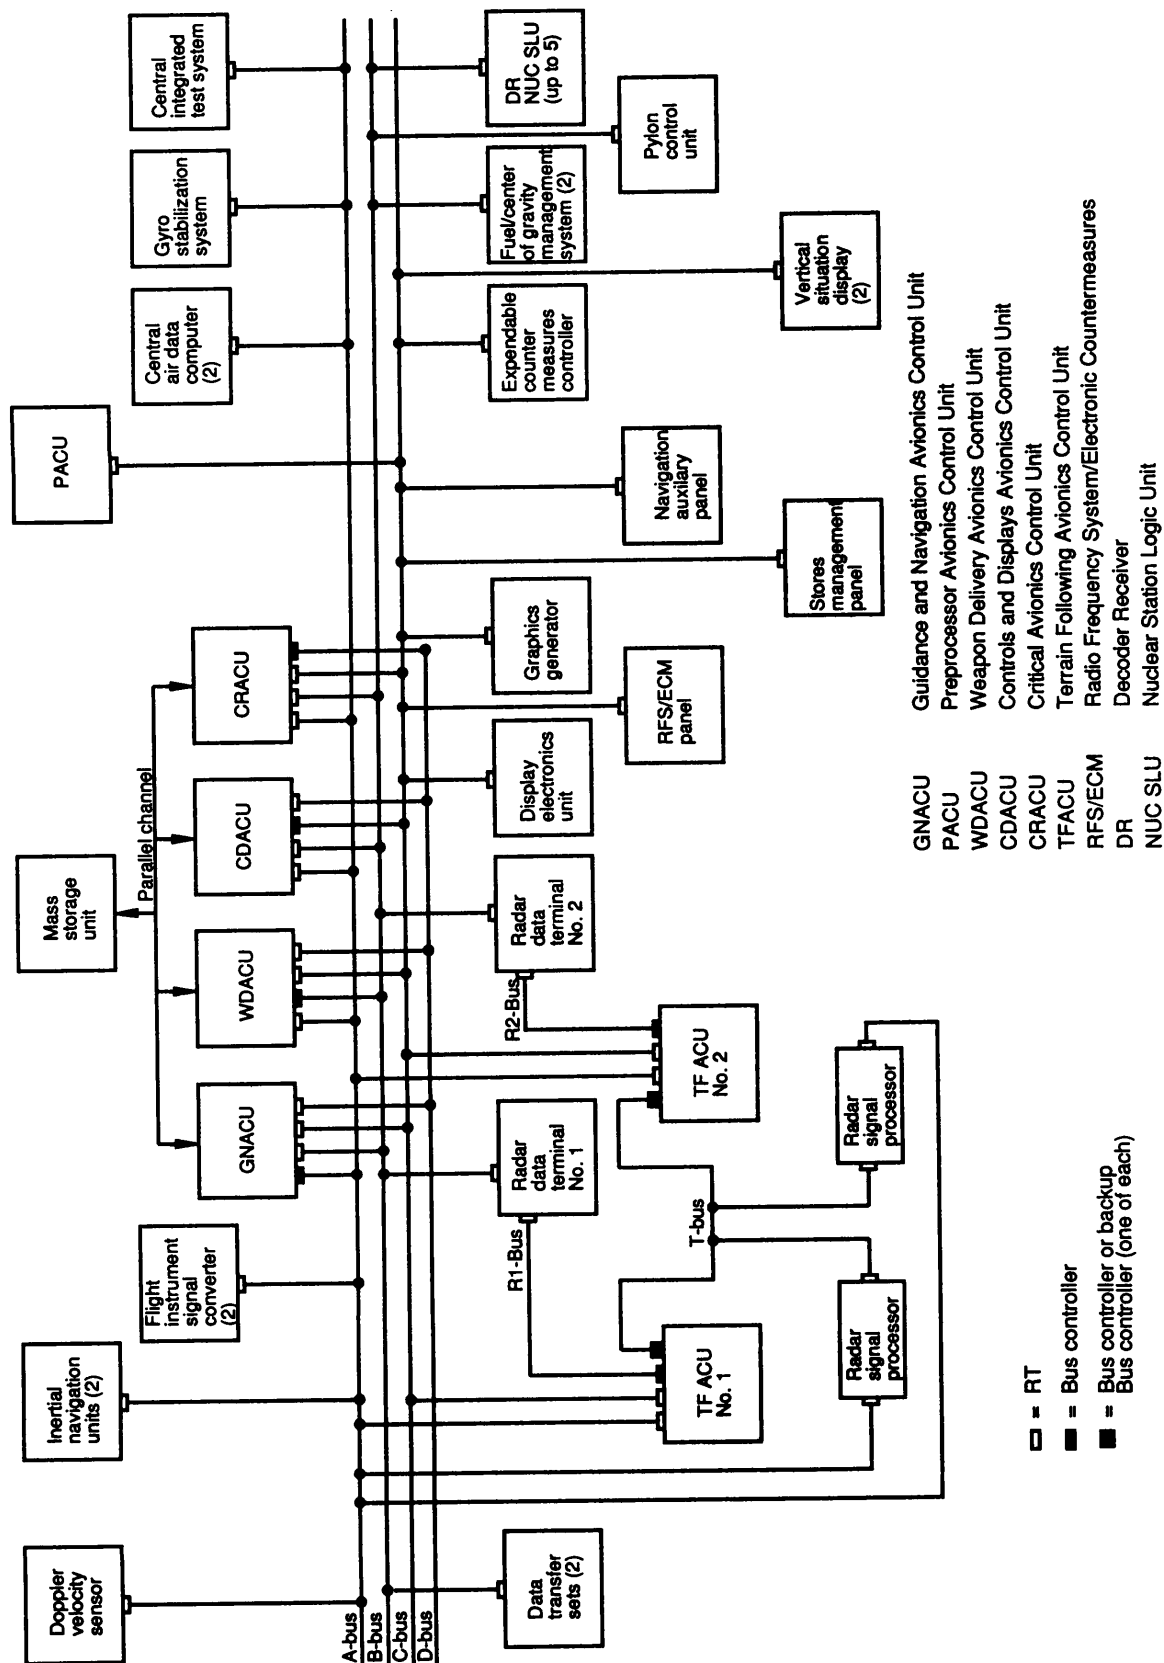 Doppler
velocity
sensor
Inertial
navigation
units (2)
Flight
instrument
signal
converter
(2)
Mass
storage
unit
Parallel channel
GNACU
WDACU
CDACU
CRACU
PACU
Central
air data
computer
(2)
Gyro
stabilization
system
Central
integrated
test system
A-bus
B-bus
C-bus
D-bus
Data
transfer
sets (2)
R1-Bus
Radar
data
terminal
No. 1
R2-Bus
Radar
data
terminal
No. 2
Display
electronics
unit
Graphics
generator
Expendable
counter
measures
controller
Fuel/center
of gravity
management
system (2)
DR
NUC SLU
(up to 5)
RFS/ECM
panel
Navigation
auxilary
panel
Pylon
control
unit
Stores
management
panel
Vertical
situation
display
(2)
TF ACU
No. 1
T-bus
TF ACU
No. 2
Radar
signal
processor
Radar
signal
processor
= RT
= Bus controller
= Bus controller or backup
Bus controller (one of each)
GNACU Guidance and Navigation Avionics Control Unit
PACU Preprocessor Avionics Control Unit
WDACU Weapon Delivery Avionics Control Unit
CDACU Controls and Displays Avionics Control Unit
CRACU Critical Avionics Control Unit
TFACU Terrain Following Avionics Control Unit
RFS/ECM Radio Frequency System/Electronic Countermeasures
DR Decoder Receiver
NUC SLU Nuclear Station Logic Unit